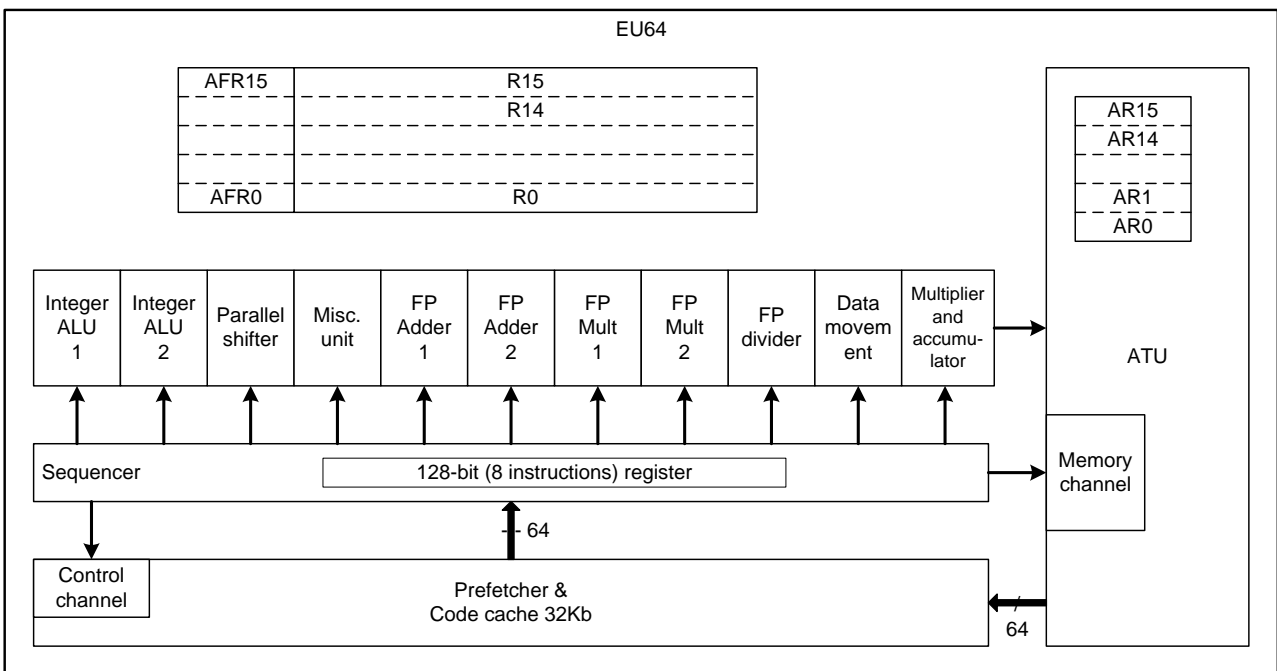 EU64
AFR15 R15
R14
AFR0 R0
AR15
AR14
AR1
AR0
ATU
Integer
ALU
1
Integer
ALU
2
Parallel
shifter
Misc.
unit
FP
Adder
1
FP
Adder
2
FP
Mult
1
FP
Mult
2
FP
divider
Data
movem
ent
Multiplier
and
accumu-
lator
Sequencer
128-bit (8 instructions) register
Memory
channel
64
Control
channel
Prefetcher &
Code cache 32Kb
64